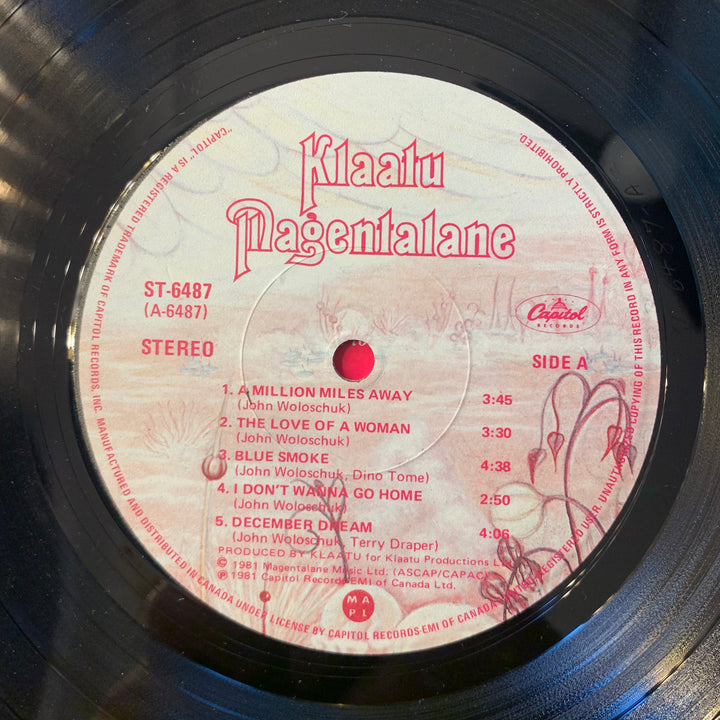 Klaatu
Magentalane
ST-6487
(A-6487)
STEREO
Capitol
RECORDS
SIDE A
1. A MILLION MILES AWAY 3:45
(John Woloschuk)
2. THE LOVE OF A WOMAN 3:30
(John Woloschuk)
3. BLUE SMOKE 4:38
(John Woloschuk, Dino Tome)
4. I DON'T WANNA GO HOME 2:50
(John Woloschuk)
5. DECEMBER DREAM 4:06
(John Woloschuk, Terry Draper)
PRODUCED BY KLAATU for Klaatu Productions
© 1981 Magentalane Music Ltd. (ASCAP/CAPAC)
℗ 1981 Capitol Records-EMI of Canada Ltd.
MA
PL
"CAPITOL" IS A REGISTERED TRADEMARK OF CAPITOL RECORDS, INC. MANUFACTURED AND DISTRIBUTED IN CANADA UNDER LICENSE BY CAPITOL RECORDS-EMI OF CANADA REGISTERED USER. UNAUTHORIZED COPYING OF THIS RECORD IN ANY FORM IS STRICTLY PROHIBITED.